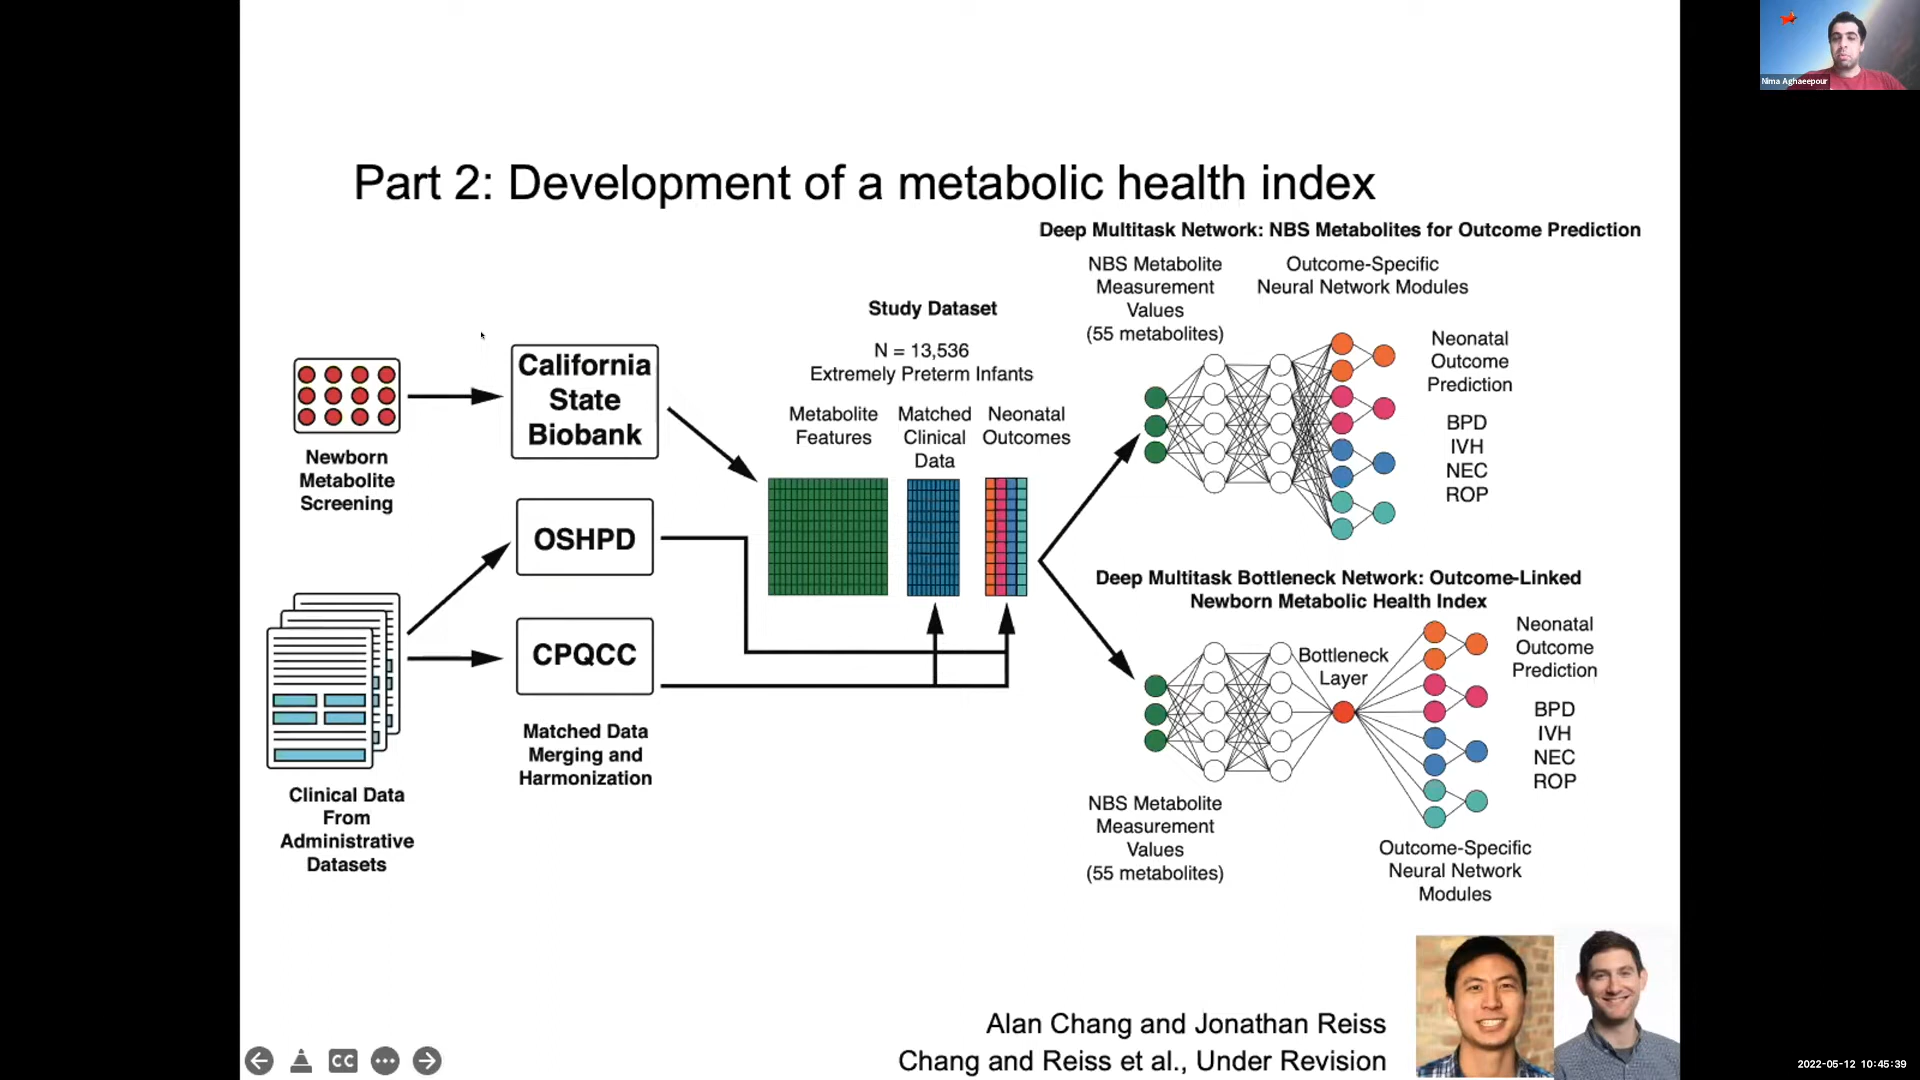 Nima Aghaeepour
Part 2: Development of a metabolic health index
Newborn
Metabolite
Screening
California
State
Biobank
OSHPD
CPQCC
Clinical Data
From
Administrative
Datasets
Matched Data
Merging and
Harmonization
Study Dataset
N = 13,536
Extremely Preterm Infants
Metabolite
Features
Matched
Clinical
Data
Neonatal
Outcomes
Deep Multitask Network: NBS Metabolites for Outcome Prediction
NBS Metabolite
Measurement
Values
(55 metabolites)
Outcome-Specific
Neural Network Modules
Neonatal
Outcome
Prediction
BPD
IVH
NEC
ROP
Deep Multitask Bottleneck Network: Outcome-Linked
Newborn Metabolic Health Index
Bottleneck
Layer
Neonatal
Outcome
Prediction
BPD
IVH
NEC
ROP
NBS Metabolite
Measurement
Values
(55 metabolites)
Outcome-Specific
Neural Network
Modules
Alan Chang and Jonathan Reiss
Chang and Reiss et al., Under Revision
CC
2022-05-12 10:45:39